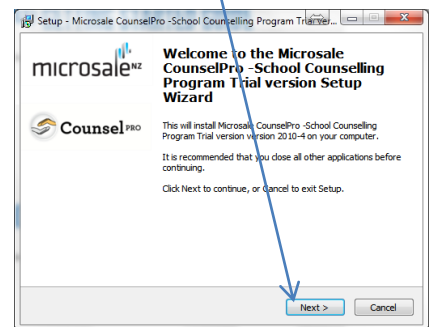 Setup - Microsale CounselPro -School Counselling Program Trial ver...
microsale NZ
Counsel PRO
Welcome to the Microsale
CounselPro -School Counselling
Program Trial version Setup
Wizard
This will install Microsale CounselPro -School Counselling
Program Trial version version 2010-4 on your computer.
It is recommended that you close all other applications before
continuing.
Click Next to continue, or Cancel to exit Setup.
Next >
Cancel